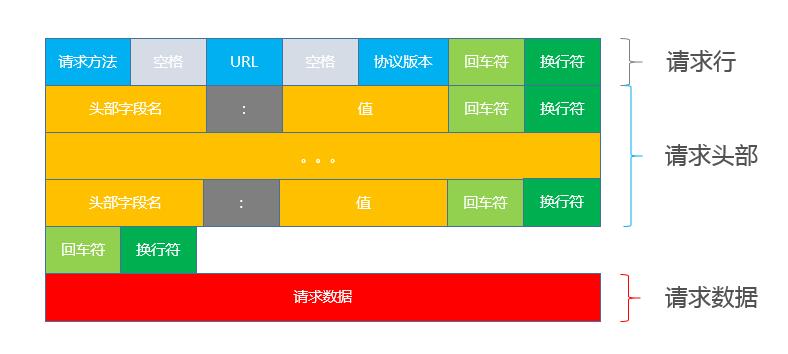 请求方法 空格 URL 空格 协议版本 回车符 换行符 请求行
头部字段名 : 值 回车符 换行符
。。。 请求头部
头部字段名 : 值 回车符 换行符
回车符 换行符
请求数据 请求数据